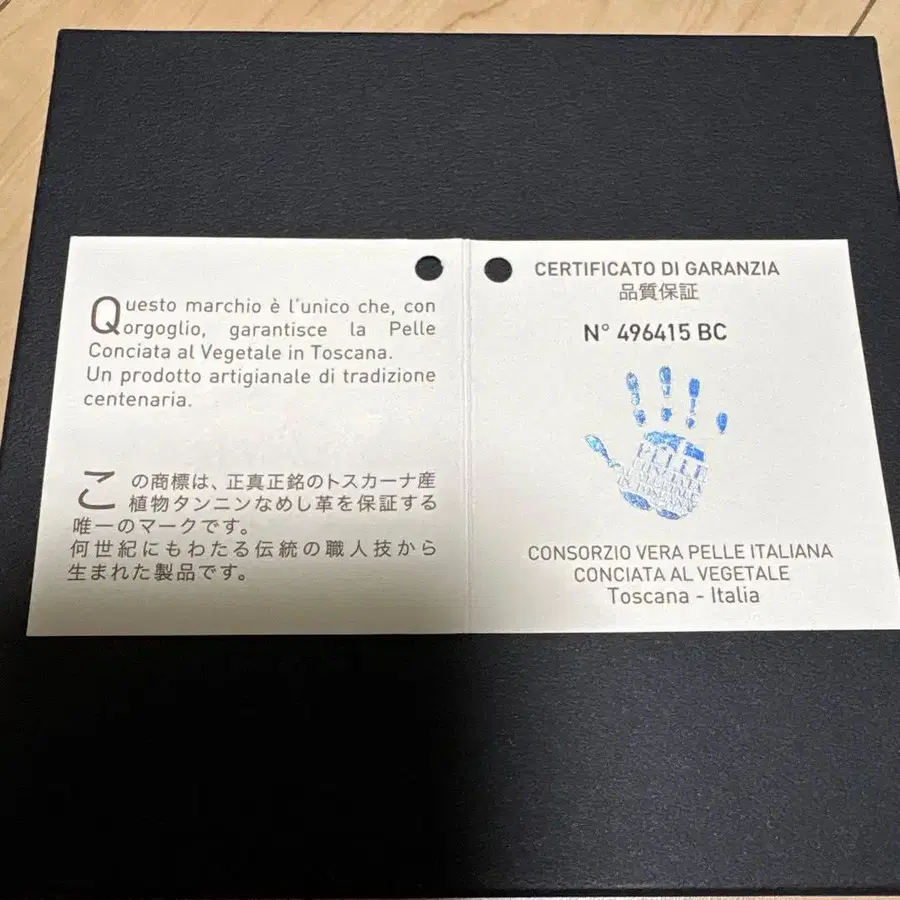 Questo marchio è l'unico che, con
orgoglio, garantisce la Pelle
Conciata al Vegetale in Toscana.
Un prodotto artigianale di tradizione
centenaria.
この商標は、正真正銘のトスカーナ産
植物タンニンなめし革を保証する
唯一のマークです。
何世紀にもわたる伝統の職人技から
生まれた製品です。
CERTIFICATO DI GARANZIA
品質保証
N° 496415 BC
CONSORZIO VERA PELLE ITALIANA
CONCIATA AL VEGETALE
Toscana - Italia